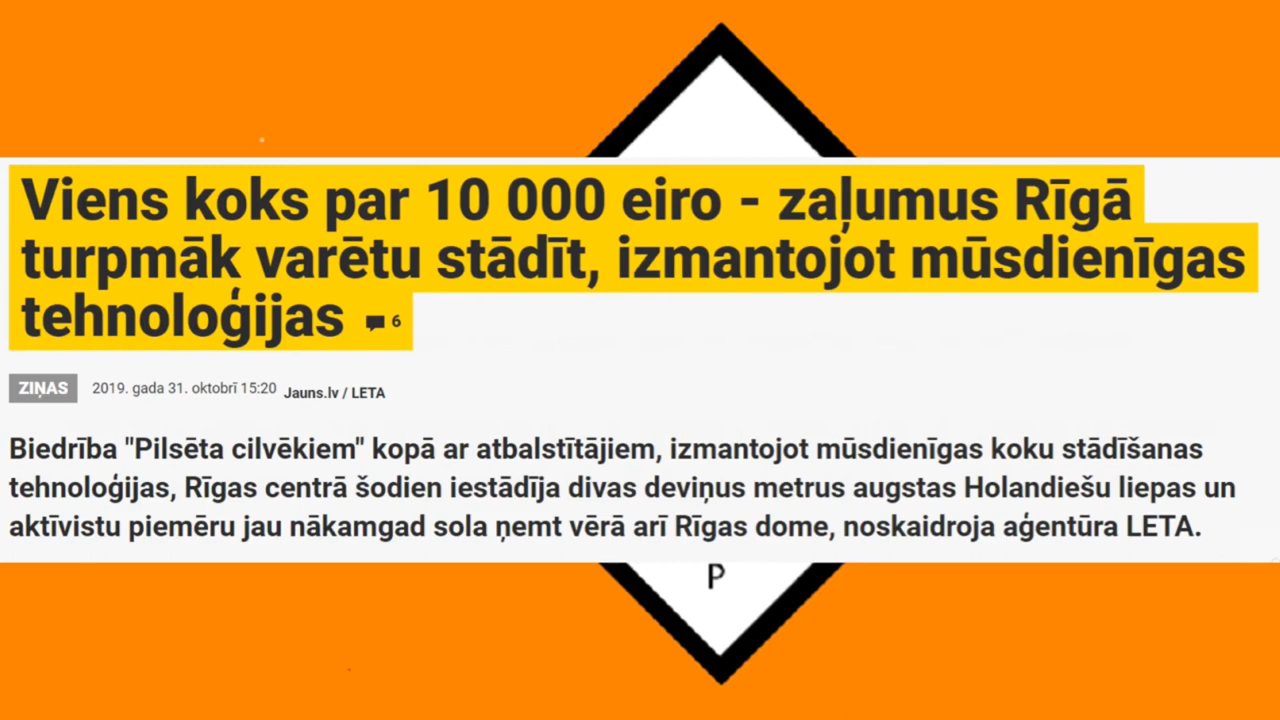 Viens koks par 10 000 eiro - zaļumus Rīgā
turpmāk varētu stādīt, izmantojot mūsdienīgas
tehnoloģijas 6
ZIŅAS 2019. gada 31. oktobrī 15:20 Jauns.lv / LETA
Biedrība "Pilsēta cilvēkiem" kopā ar atbalstītājiem, izmantojot mūsdienīgas koku stādīšanas
tehnoloģijas, Rīgas centrā šodien iestādīja divas deviņus metrus augstas Holandiešu liepas un
aktīvistu piemēru jau nākamgad sola ņemt vērā arī Rīgas dome, noskaidroja aģentūra LETA.
P